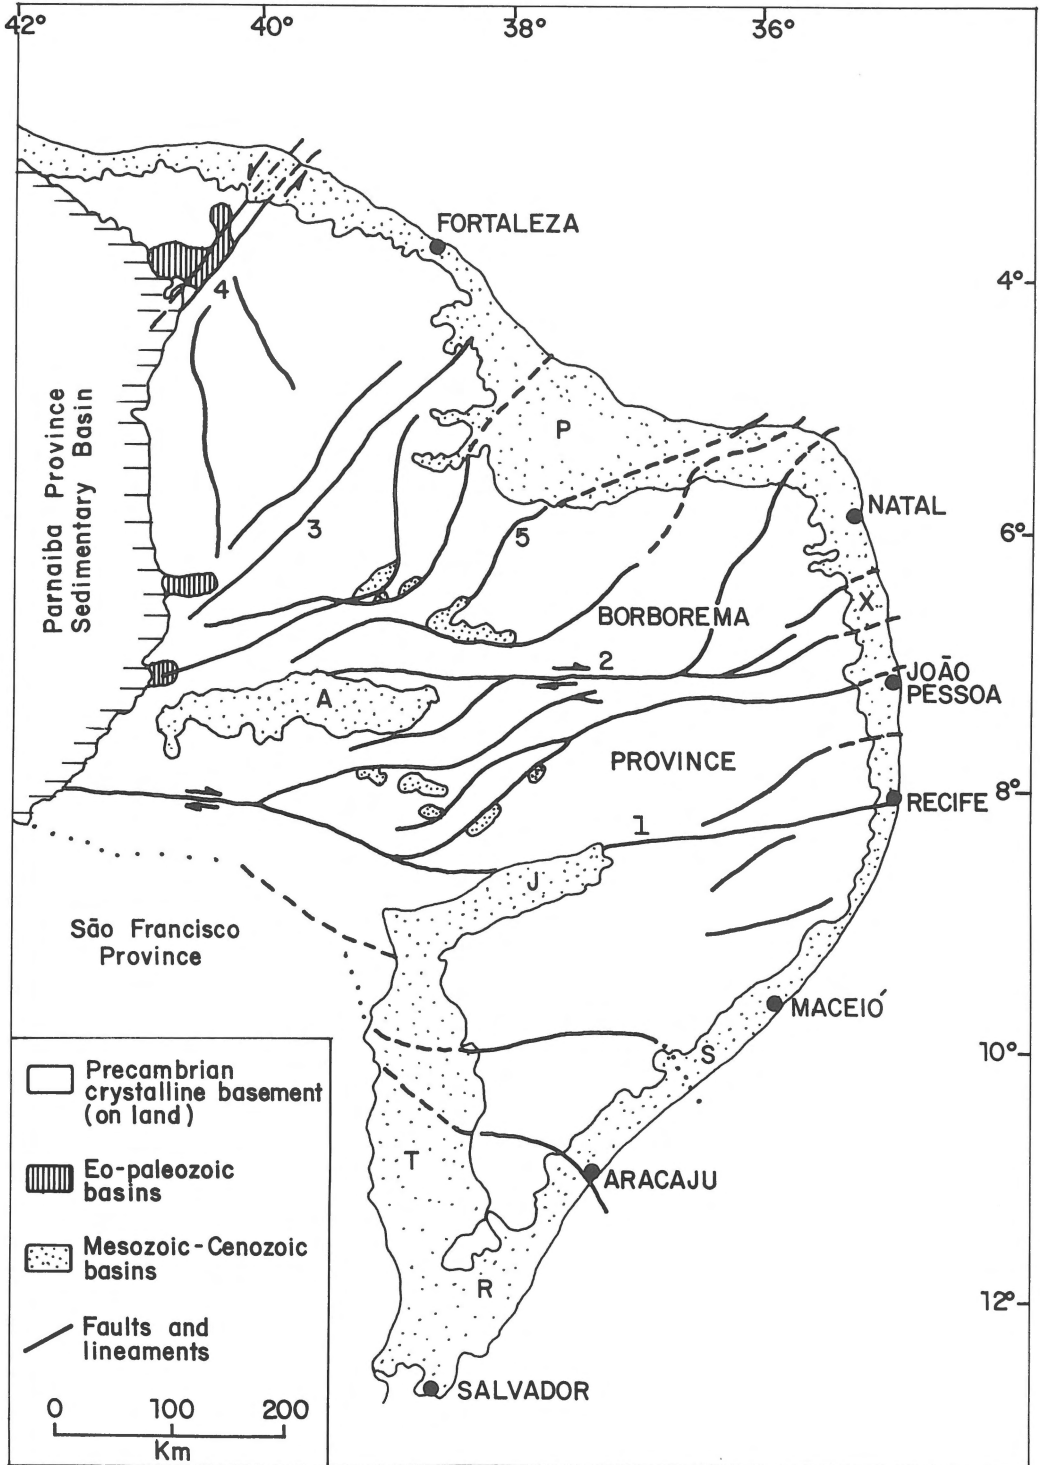 42° 40° 38° 36°
FORTALEZA
4°
4
P
Parnaiba Province
Sedimentary Basin
NATAL
3
5
6°
X
BORBOREMA
2
JOÃO
PESSOA
A
PROVINCE
8°
RECIFE
1
J
São Francisco
Province
MACEIÓ
S
10°
T
ARACAJU
R
12°
SALVADOR
Precambrian
crystalline basement
(on land)
Eo-paleozoic
basins
Mesozoic-Cenozoic
basins
Faults and
lineaments
0 100 200
Km